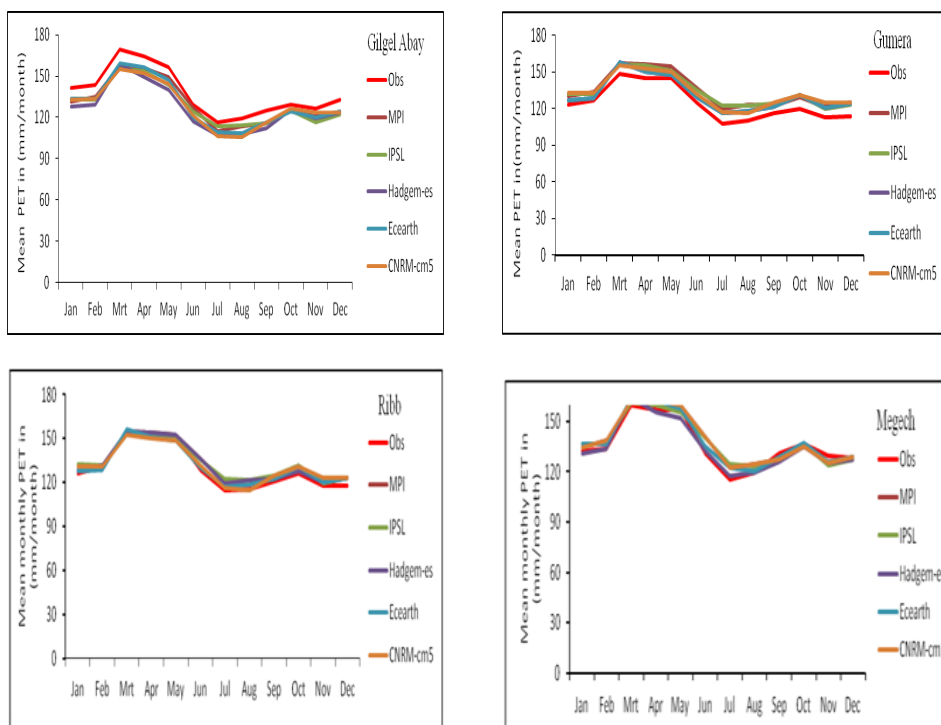 Gilgel Abay
Mean PET in (mm/month)
180
150
120
90
60
30
0
Jan Feb Mrt Apr May Jun Jul Aug Sep Oct Nov Dec
Obs
MPI
IPSL
Hadgem-es
Ecearth
CNRM-cm5
Gumera
Mean PET in(mm/month)
180
150
120
90
60
30
0
Jan Feb Mrt Apr May Jun Jul Aug Sep Oct Nov Dec
Obs
MPI
IPSL
Hadgem-es
Ecearth
CNRM-cm5
Ribb
Mean monthly PET in
(mm/month)
180
150
120
90
60
30
0
Jan Feb Mrt Apr May Jun Jul Aug Sep Oct Nov Dec
Obs
MPI
IPSL
Hadgem-es
Ecearth
CNRM-cm5
Megech
Mean monthly PET in
(mm/month)
150
120
90
60
30
0
Jan Feb Mrt Apr May Jun Jul Aug Sep Oct Nov Dec
Obs
MPI
IPSL
Hadgem-e
Ecearth
CNRM-cm